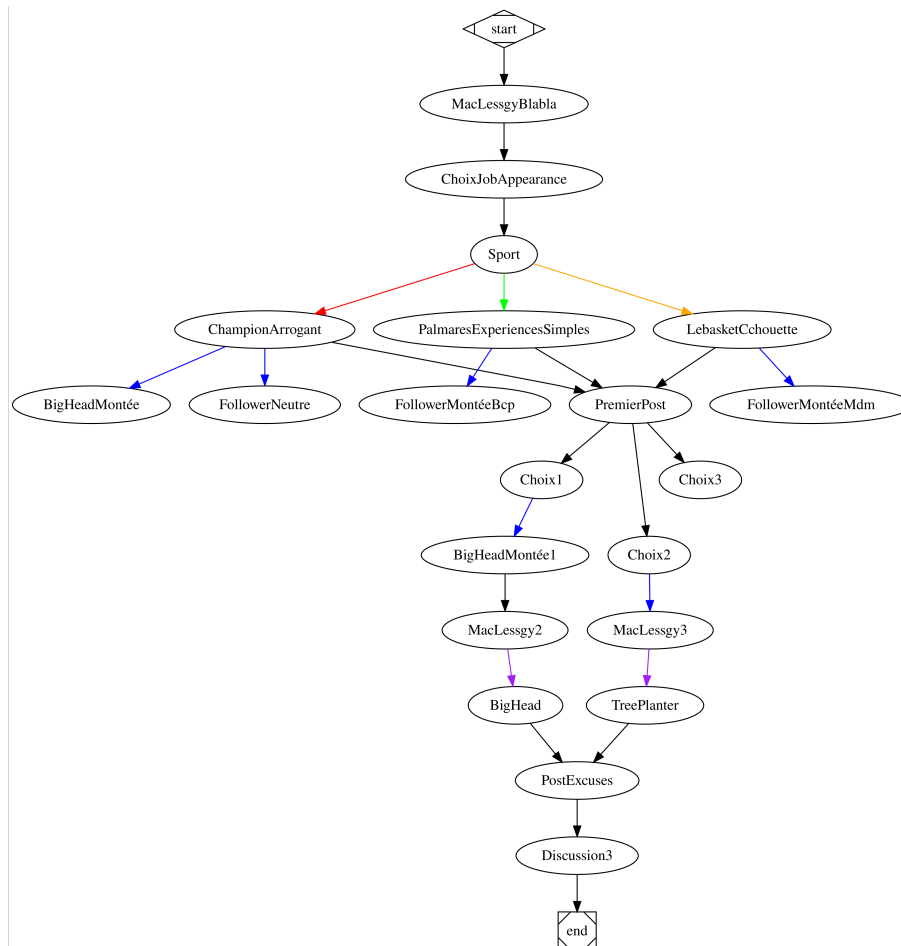 start
MacLessgyBlabla
ChoixJobAppearance
Sport
ChampionArrogant
PalmaresExperiencesSimples
LebasketCchouette
BigHeadMontée
FollowerNeutre
FollowerMontéeBcp
PremierPost
FollowerMontéeMdm
Choix1
Choix3
BigHeadMontée1
Choix2
MacLessgy2
MacLessgy3
BigHead
TreePlanter
PostExcuses
Discussion3
end